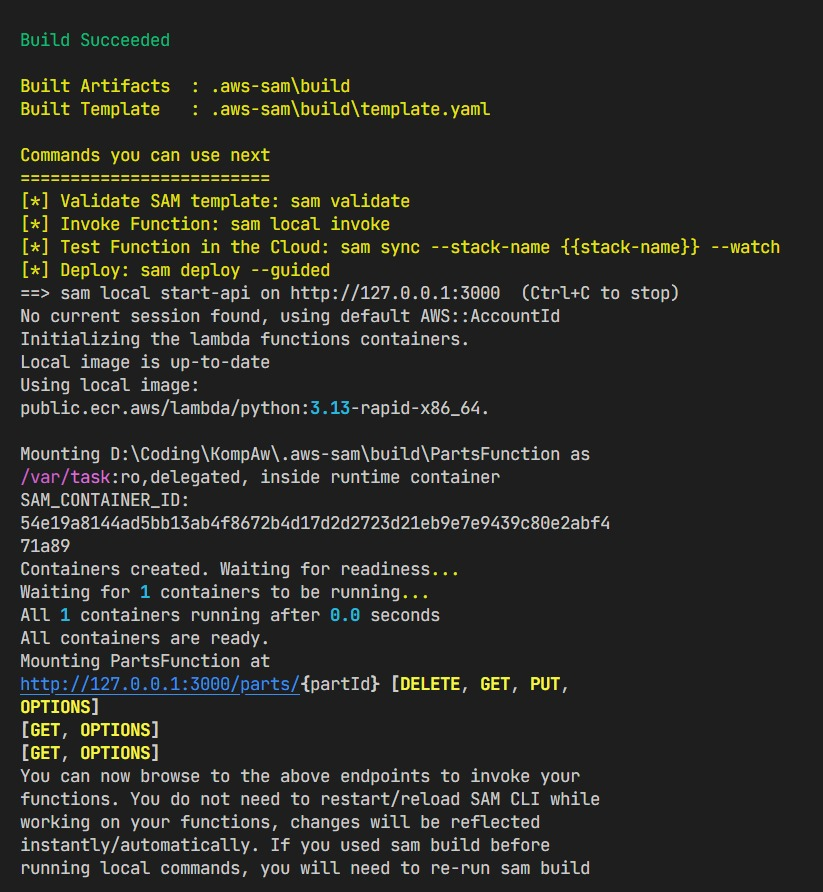 Build Succeeded
Built Artifacts  : .aws-sam\build
Built Template   : .aws-sam\build\template.yaml
Commands you can use next
=========================
[*] Validate SAM template: sam validate
[*] Invoke Function: sam local invoke
[*] Test Function in the Cloud: sam sync --stack-name {{stack-name}} --watch
[*] Deploy: sam deploy --guided
==> sam local start-api on http://127.0.0.1:3000  (Ctrl+C to stop)
No current session found, using default AWS::AccountId
Initializing the lambda functions containers.
Local image is up-to-date
Using local image:
public.ecr.aws/lambda/python:3.13-rapid-x86_64.
Mounting D:\Coding\KompAw\.aws-sam\build\PartsFunction as
/var/task:ro,delegated, inside runtime container
SAM_CONTAINER_ID:
54e19a8144ad5bb13ab4f8672b4d17d2d2723d21eb9e7e9439c80e2abf4
71a89
Containers created. Waiting for readiness...
Waiting for 1 containers to be running...
All 1 containers running after 0.0 seconds
All containers are ready.
Mounting PartsFunction at
http://127.0.0.1:3000/parts/{partId} [DELETE, GET, PUT,
OPTIONS]
[GET, OPTIONS]
[GET, OPTIONS]
You can now browse to the above endpoints to invoke your
functions. You do not need to restart/reload SAM CLI while
working on your functions, changes will be reflected
instantly/automatically. If you used sam build before
running local commands, you will need to re-run sam build